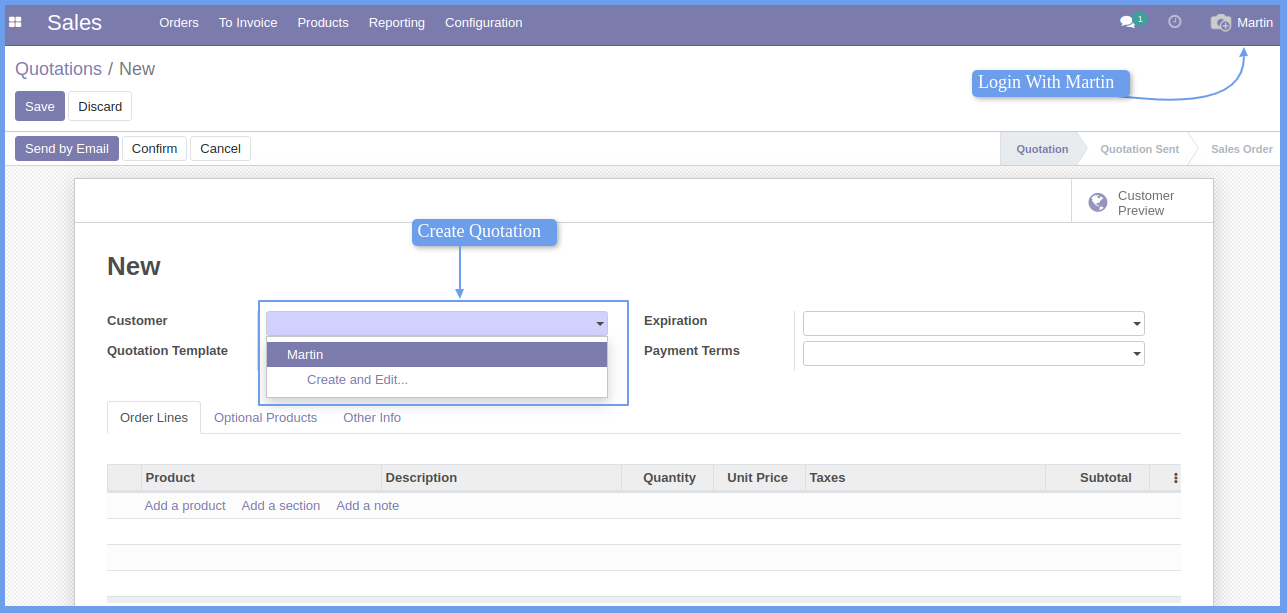 Sales Orders To Invoice Products Reporting Configuration 1 Martin
Quotations / New
Login With Martin
Save Discard
Send by Email Confirm Cancel Quotation Quotation Sent Sales Order
Customer
Preview
Create Quotation
New
Customer Expiration
Quotation Template Payment Terms
Martin
Create and Edit...
Order Lines Optional Products Other Info
Product Description Quantity Unit Price Taxes Subtotal
Add a product Add a section Add a note